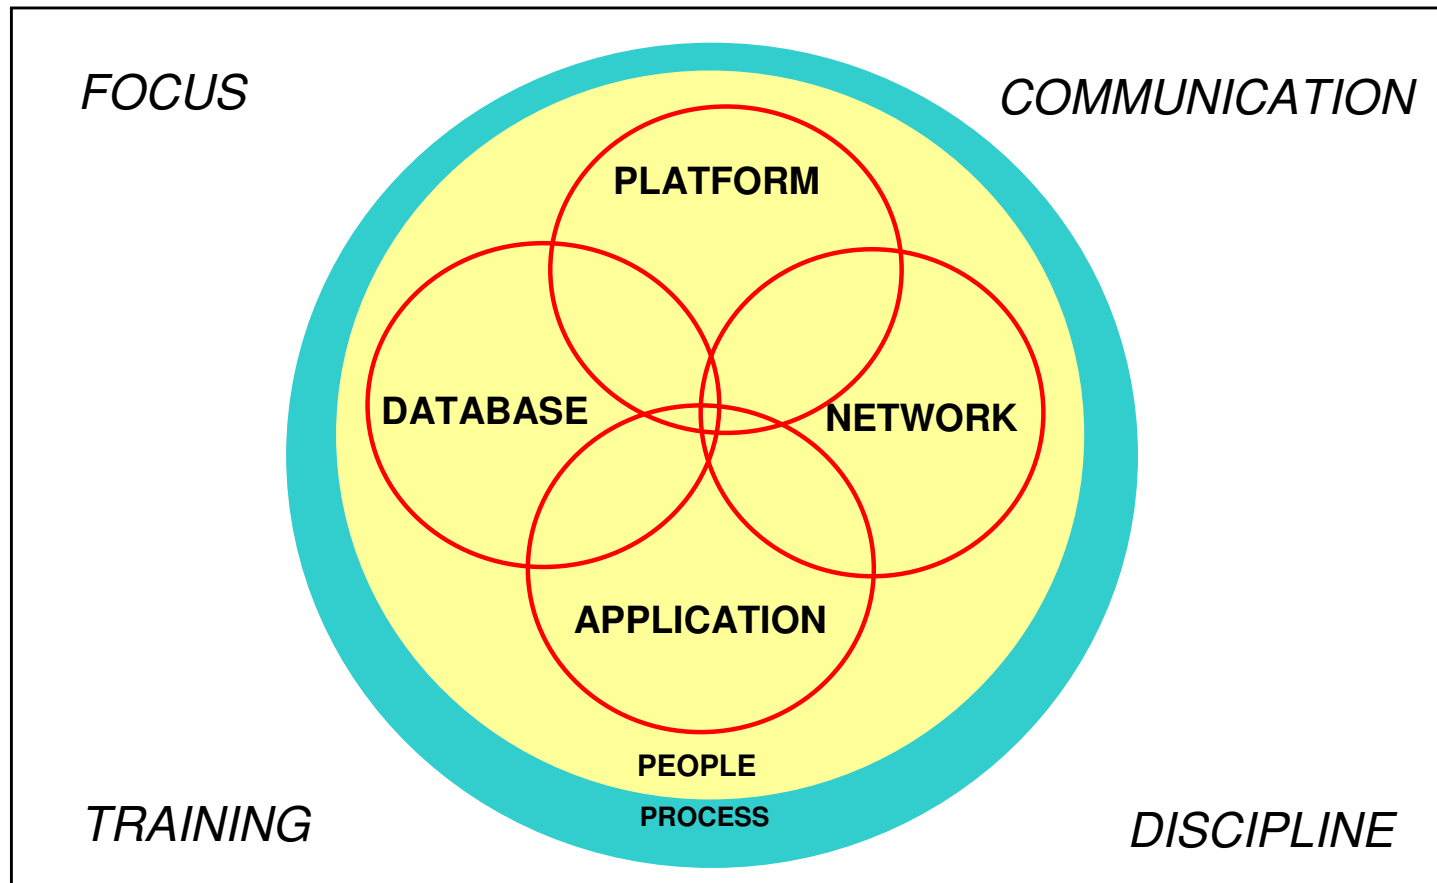 FOCUS
COMMUNICATION
PLATFORM
DATABASE
NETWORK
APPLICATION
PEOPLE
PROCESS
TRAINING
DISCIPLINE